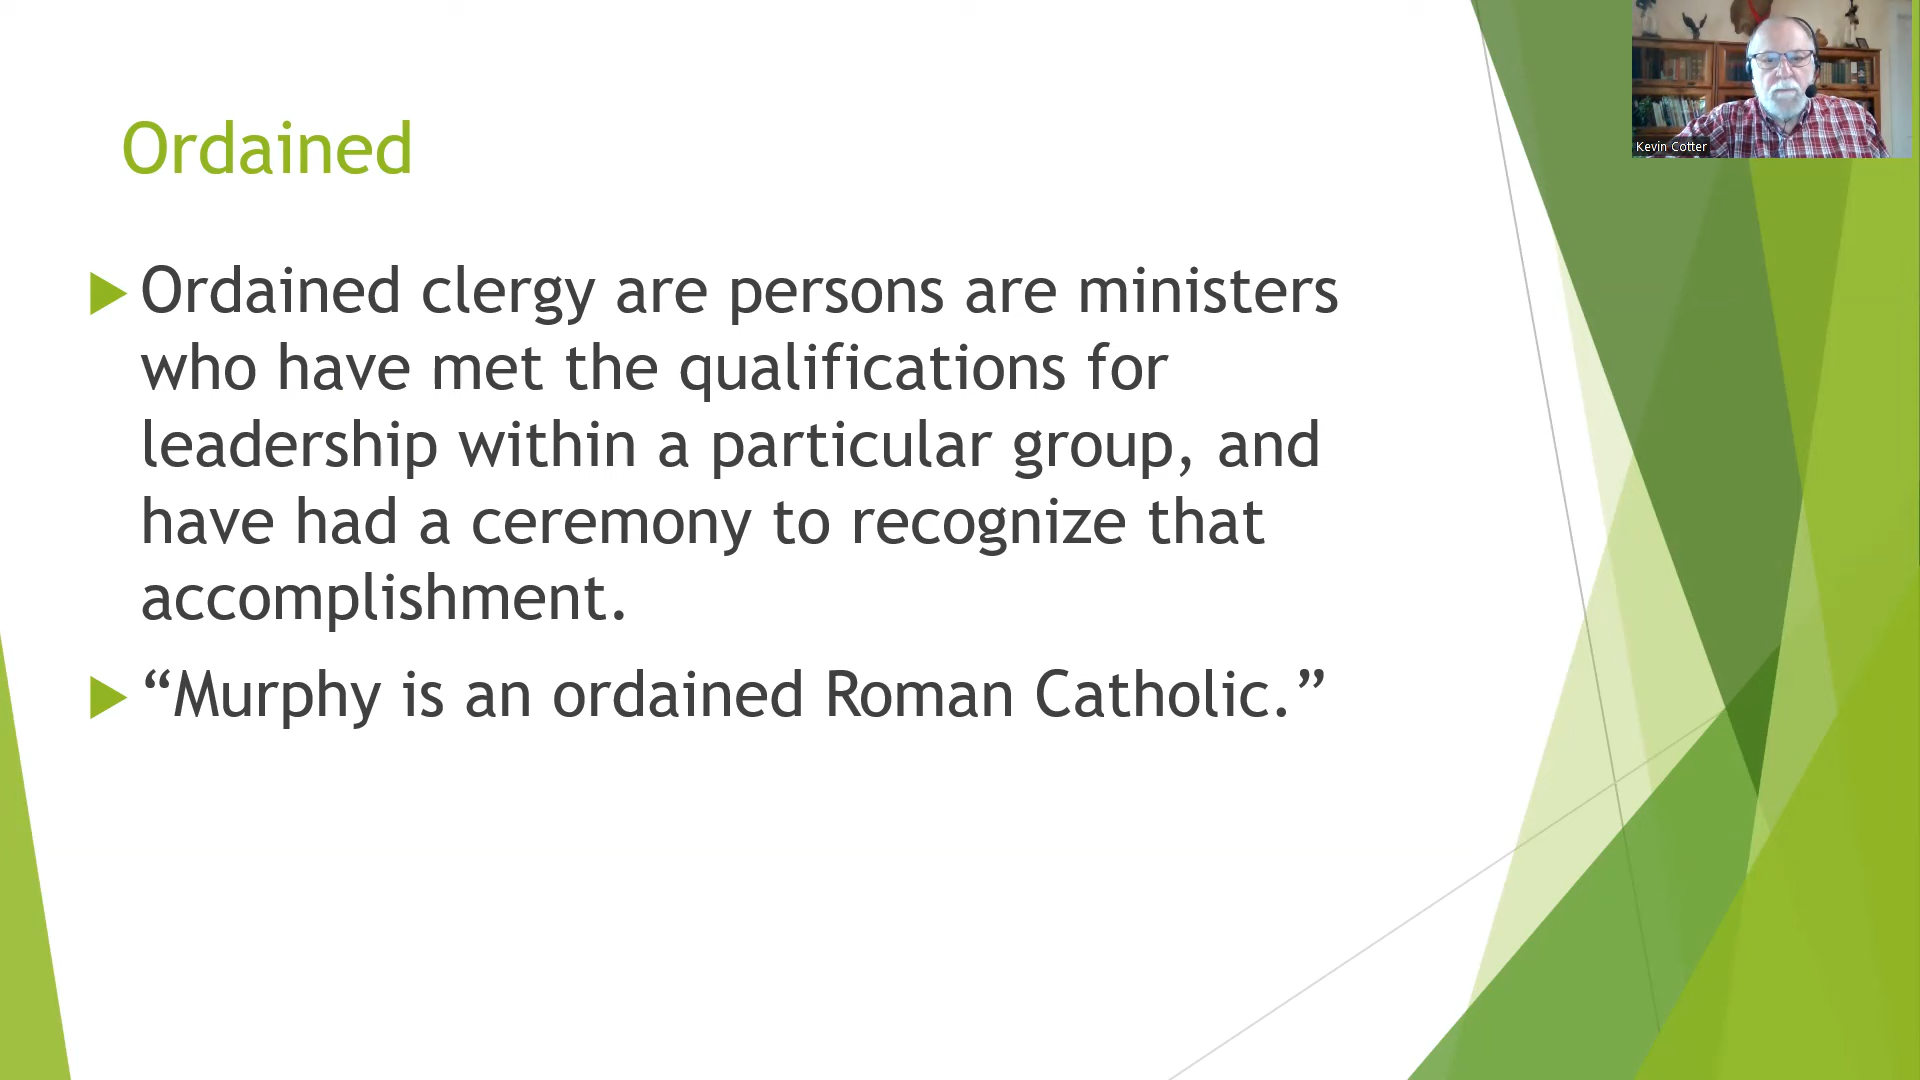 Ordained
Ordained clergy are persons are ministers
who have met the qualifications for
leadership within a particular group, and
have had a ceremony to recognize that
accomplishment.
“Murphy is an ordained Roman Catholic.”
Kevin Cotter